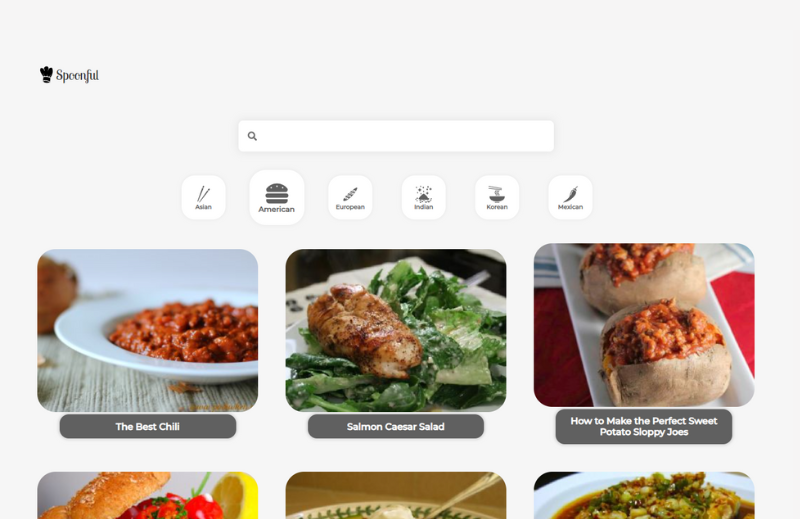 Spoonful
Asian
American
European
Indian
Korean
Mexican
The Best Chili
Salmon Caesar Salad
How to Make the Perfect Sweet
Potato Sloppy Joes